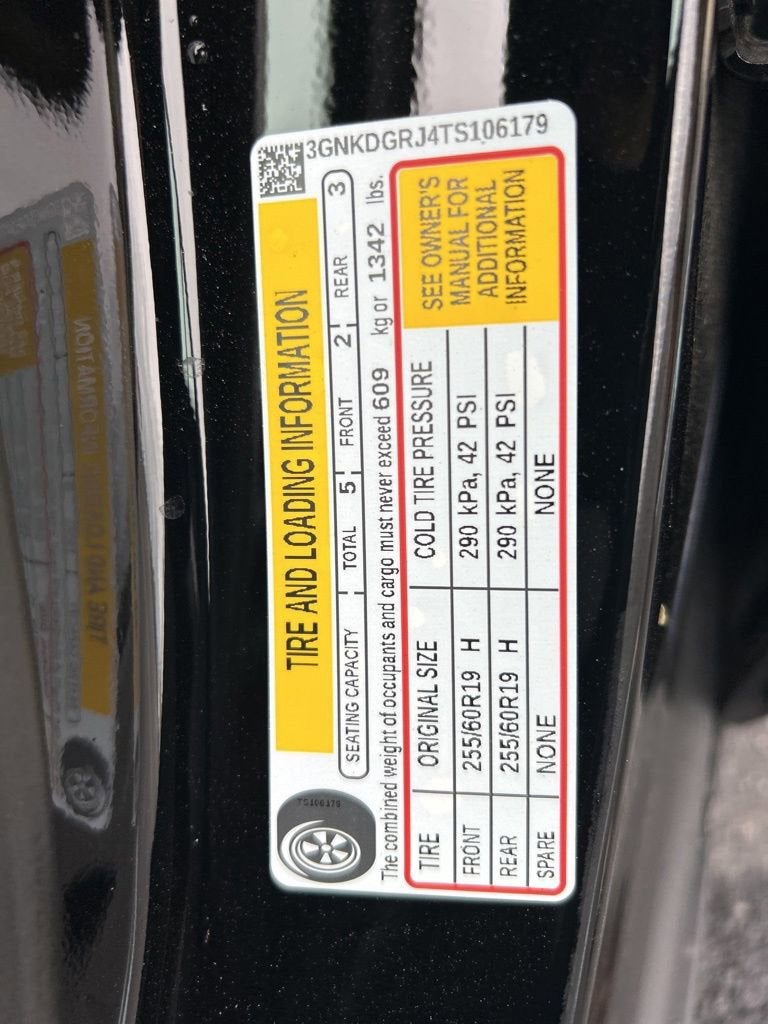 3GNKDGRJ4TS106179
TIRE AND LOADING INFORMATION
SEATING CAPACITY TOTAL 5 FRONT 2 REAR 3
The combined weight of occupants and cargo must never exceed 609 kg or 1342 lbs.
TIRE ORIGINAL SIZE COLD TIRE PRESSURE
FRONT 255/60R19 H 290 kPa, 42 PSI
REAR 255/60R19 H 290 kPa, 42 PSI
SPARE NONE NONE
SEE OWNER'S
MANUAL FOR
ADDITIONAL
INFORMATION
TS106179